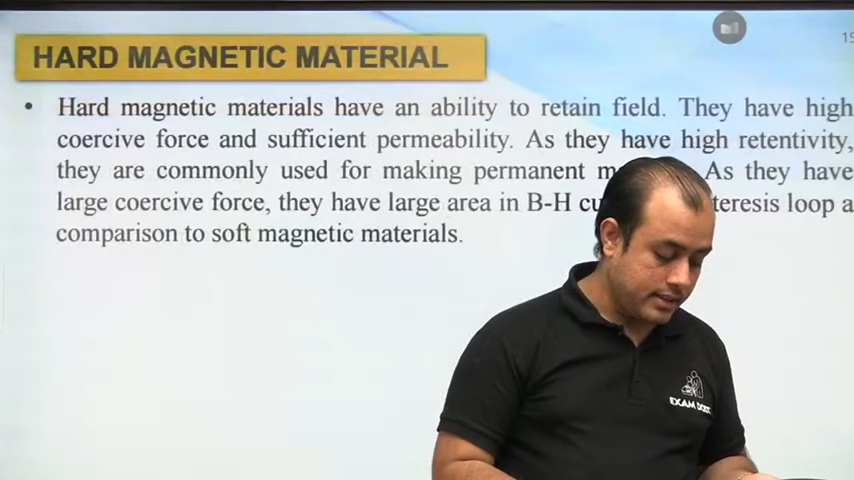 15
HARD MAGNETIC MATERIAL
• Hard magnetic materials have an ability to retain field. They have high
coercive force and sufficient permeability. As they have high retentivity,
they are commonly used for making permanent As they have
large coercive force, they have large area in B-H loop a
comparison to soft magnetic materials.
EXAM